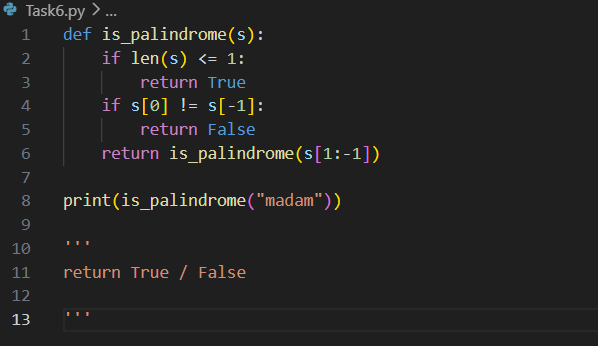 Task6.py > ...
1 def is_palindrome(s):
2     if len(s) <= 1:
3         return True
4     if s[0] != s[-1]:
5         return False
6     return is_palindrome(s[1:-1])
7
8 print(is_palindrome("madam"))
9
10 '''
11 return True / False
12
13 '''